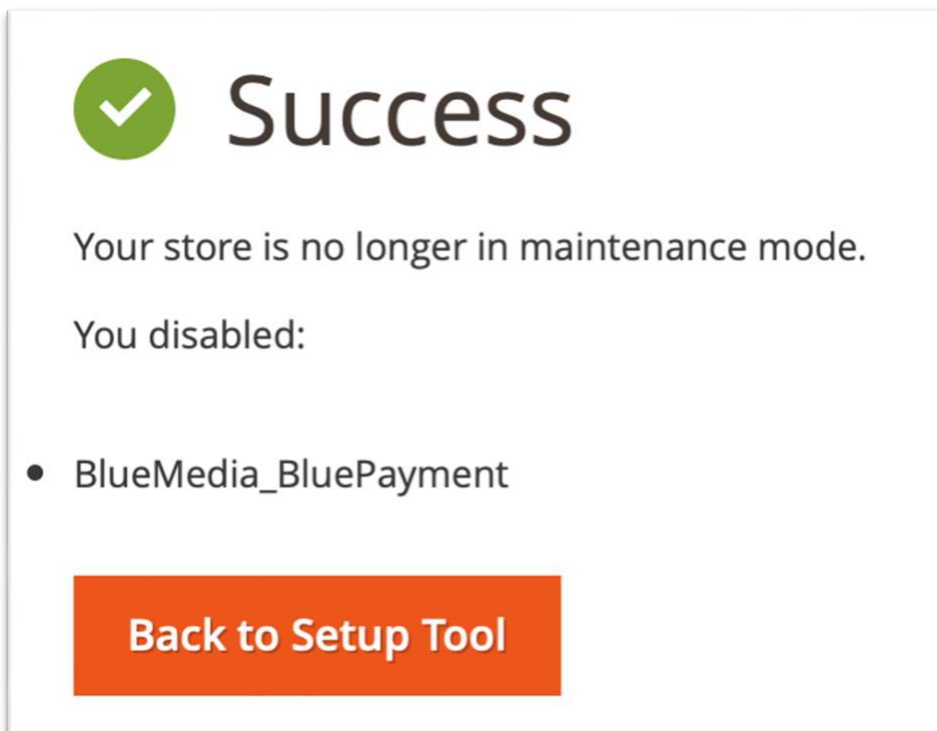 Success
Your store is no longer in maintenance mode.
You disabled:
BlueMedia_BluePayment
Back to Setup Tool